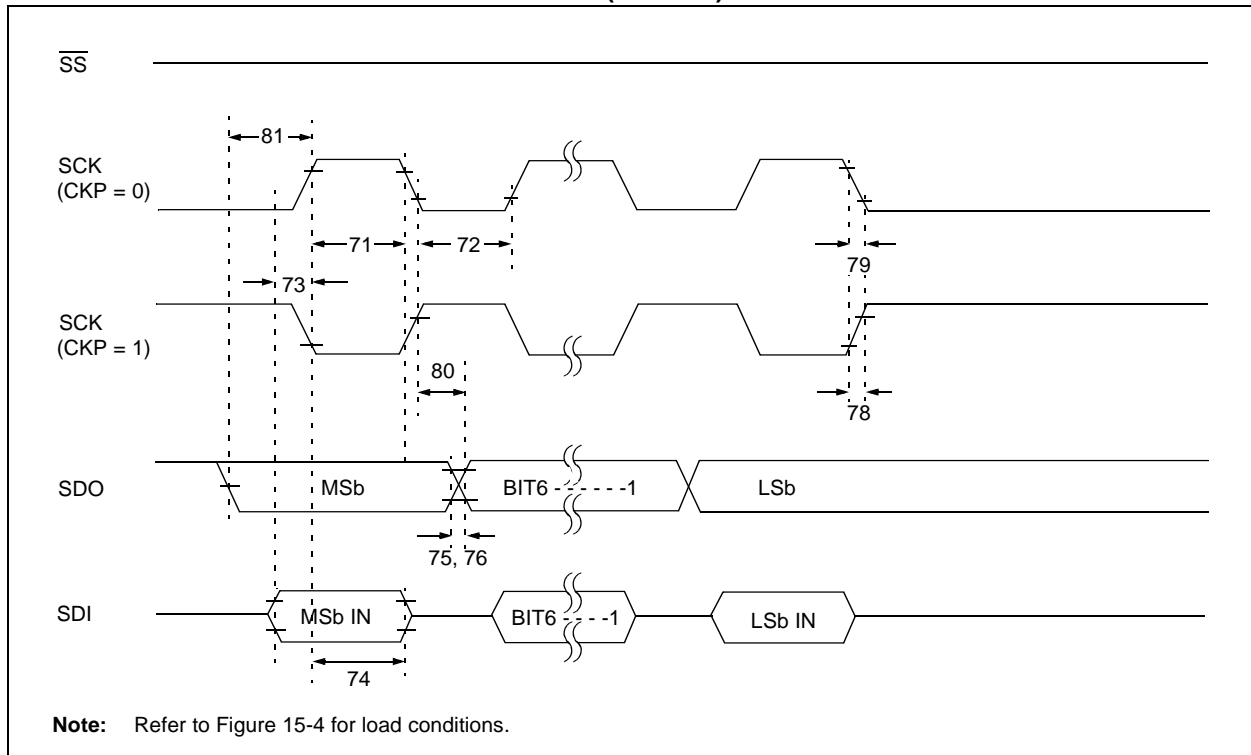 SS
81
SCK
(CKP = 0)
71
72
79
73
SCK
(CKP = 1)
80
78
SDO
MSb
BIT6 - - - - - -1
LSb
75, 76
SDI
MSb IN
BIT6 - - - -1
LSb IN
74
Note: Refer to Figure 15-4 for load conditions.